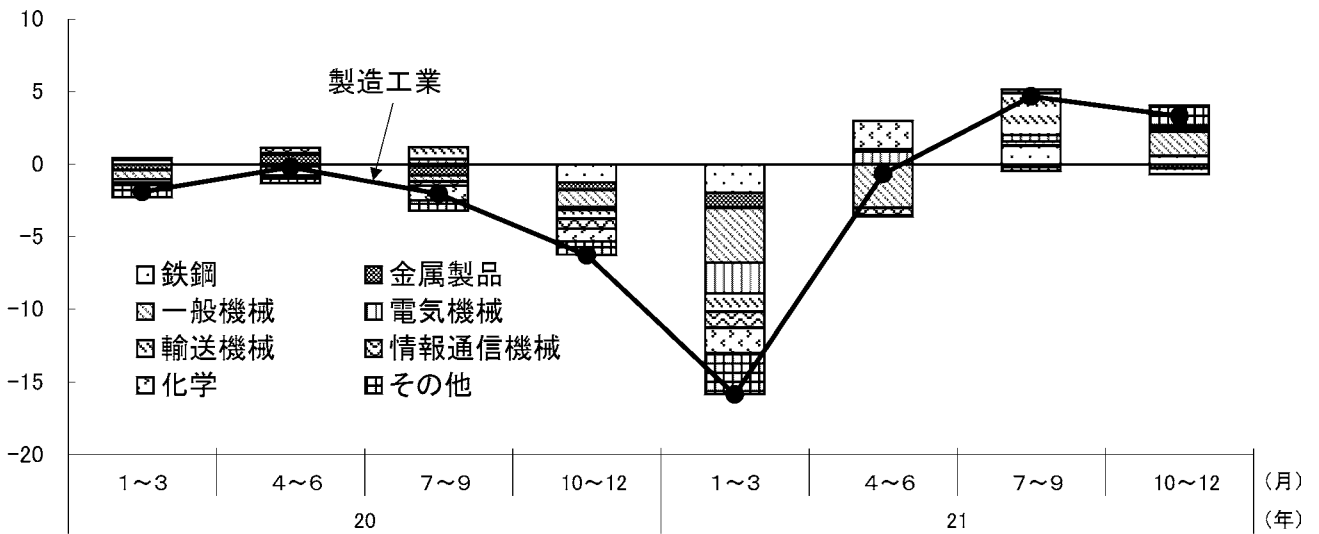 10
5
0
-5
-10
-15
-20
製造工業
鉄鋼 金属製品
一般機械 電気機械
輸送機械 情報通信機械
化学 その他
1～3 4～6 7～9 10～12 1～3 4～6 7～9 10～12 (月)
20 21 (年)